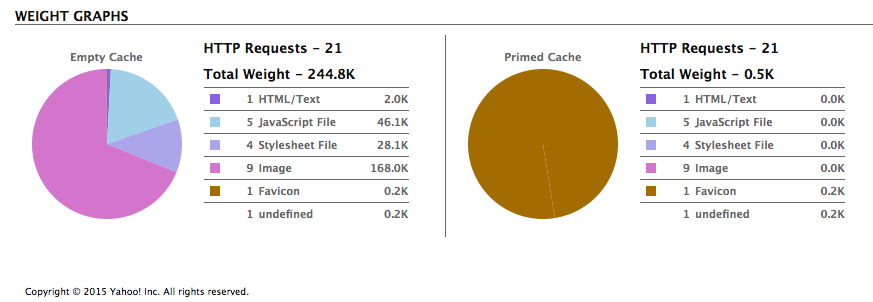 WEIGHT GRAPHS
Empty Cache
HTTP Requests - 21
Total Weight - 244.8K
1 HTML/Text 2.0K
5 JavaScript File 46.1K
4 Stylesheet File 28.1K
9 Image 168.0K
1 Favicon 0.2K
1 undefined 0.2K
Primed Cache
HTTP Requests - 21
Total Weight - 0.5K
1 HTML/Text 0.0K
5 JavaScript File 0.0K
4 Stylesheet File 0.0K
9 Image 0.0K
1 Favicon 0.2K
1 undefined 0.2K
Copyright © 2015 Yahoo! Inc. All rights reserved.